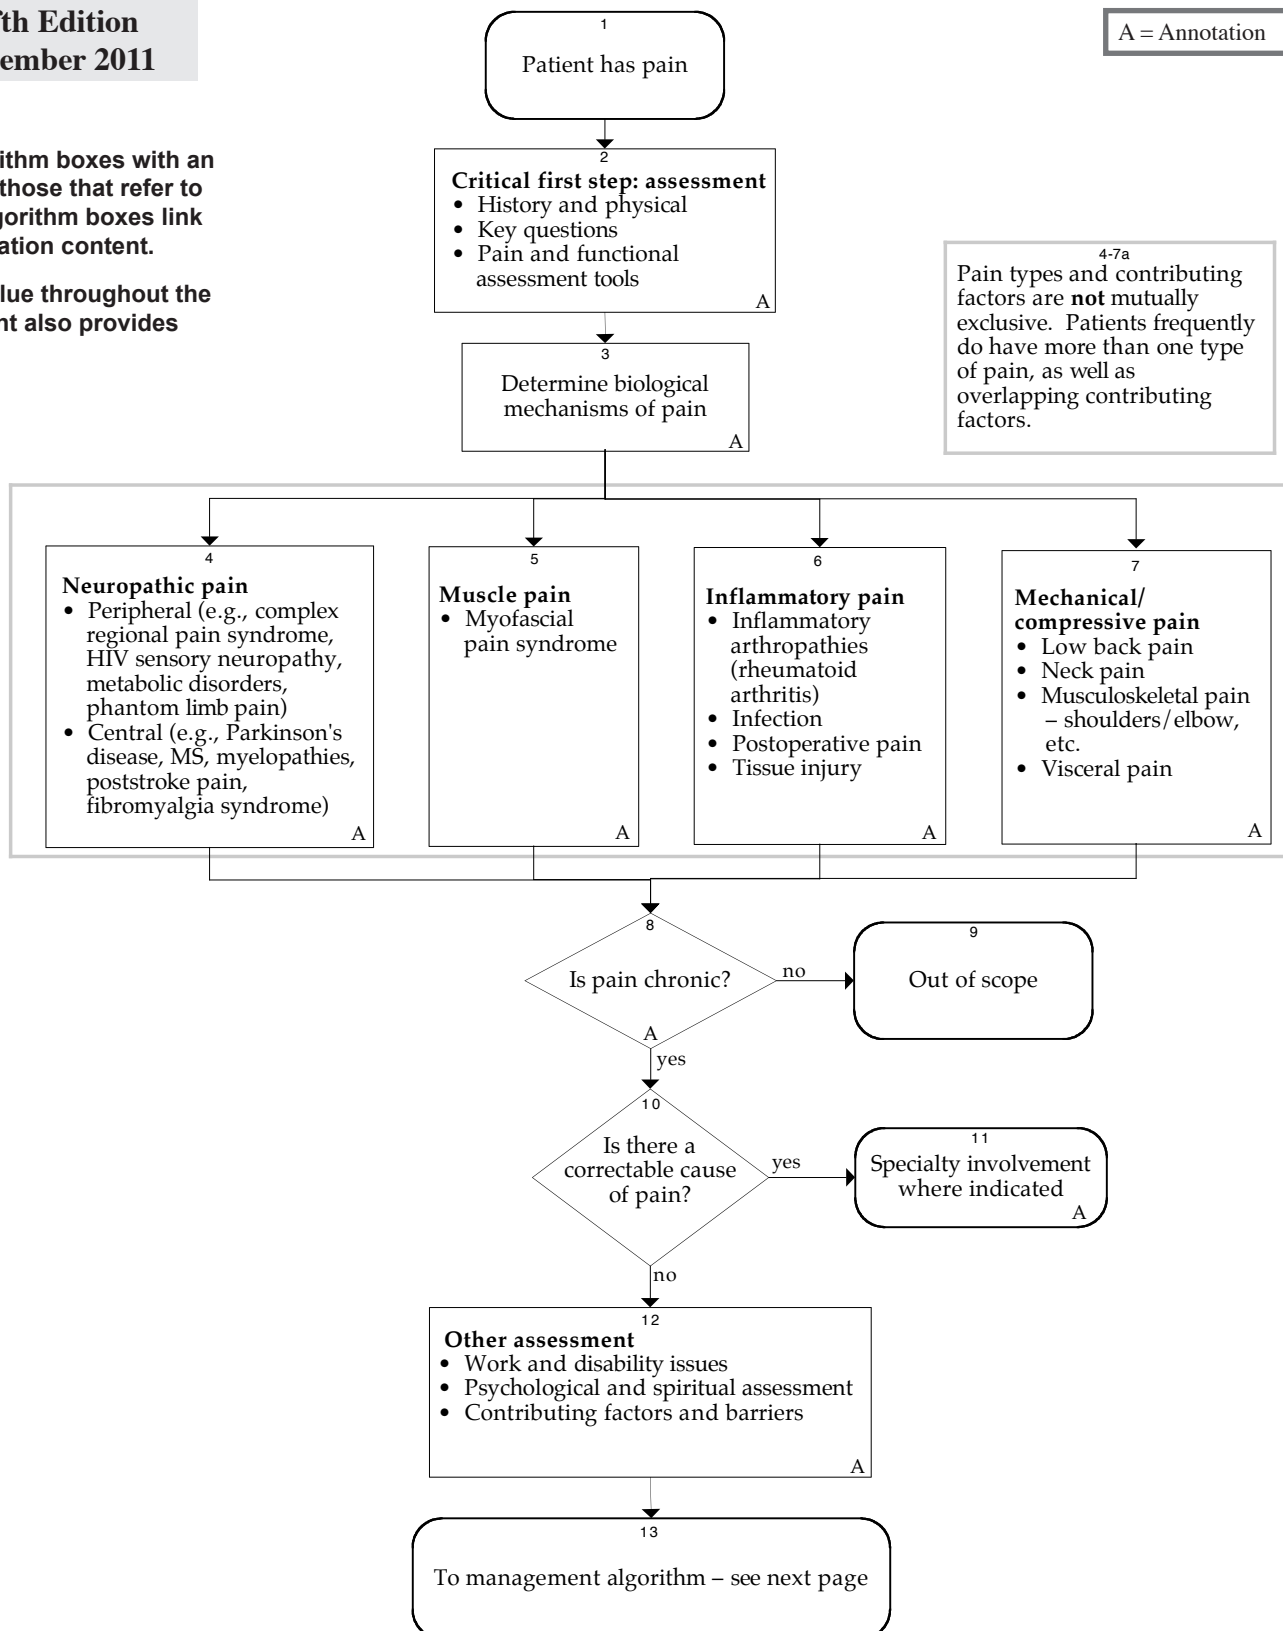 th Edition
ember 2011
A = Annotation
ithm boxes with an
those that refer to
gorithm boxes link
ation content.
lue throughout the
nt also provides
1
Patient has pain
2
Critical first step: assessment
• History and physical
• Key questions
• Pain and functional
assessment tools
A
3
Determine biological
mechanisms of pain
A
4-7a
Pain types and contributing
factors are not mutually
exclusive. Patients frequently
do have more than one type
of pain, as well as
overlapping contributing
factors.
4
Neuropathic pain
• Peripheral (e.g., complex
regional pain syndrome,
HIV sensory neuropathy,
metabolic disorders,
phantom limb pain)
• Central (e.g., Parkinson's
disease, MS, myelopathies,
poststroke pain,
fibromyalgia syndrome)
A
5
Muscle pain
• Myofascial
pain syndrome
A
6
Inflammatory pain
• Inflammatory
arthropathies
(rheumatoid
arthritis)
• Infection
• Postoperative pain
• Tissue injury
A
7
Mechanical/
compressive pain
• Low back pain
• Neck pain
• Musculoskeletal pain
– shoulders/elbow,
etc.
• Visceral pain
A
8
Is pain chronic?
A
no
9
Out of scope
yes
10
Is there a
correctable cause
of pain?
yes
11
Specialty involvement
where indicated
A
no
12
Other assessment
• Work and disability issues
• Psychological and spiritual assessment
• Contributing factors and barriers
A
13
To management algorithm – see next page